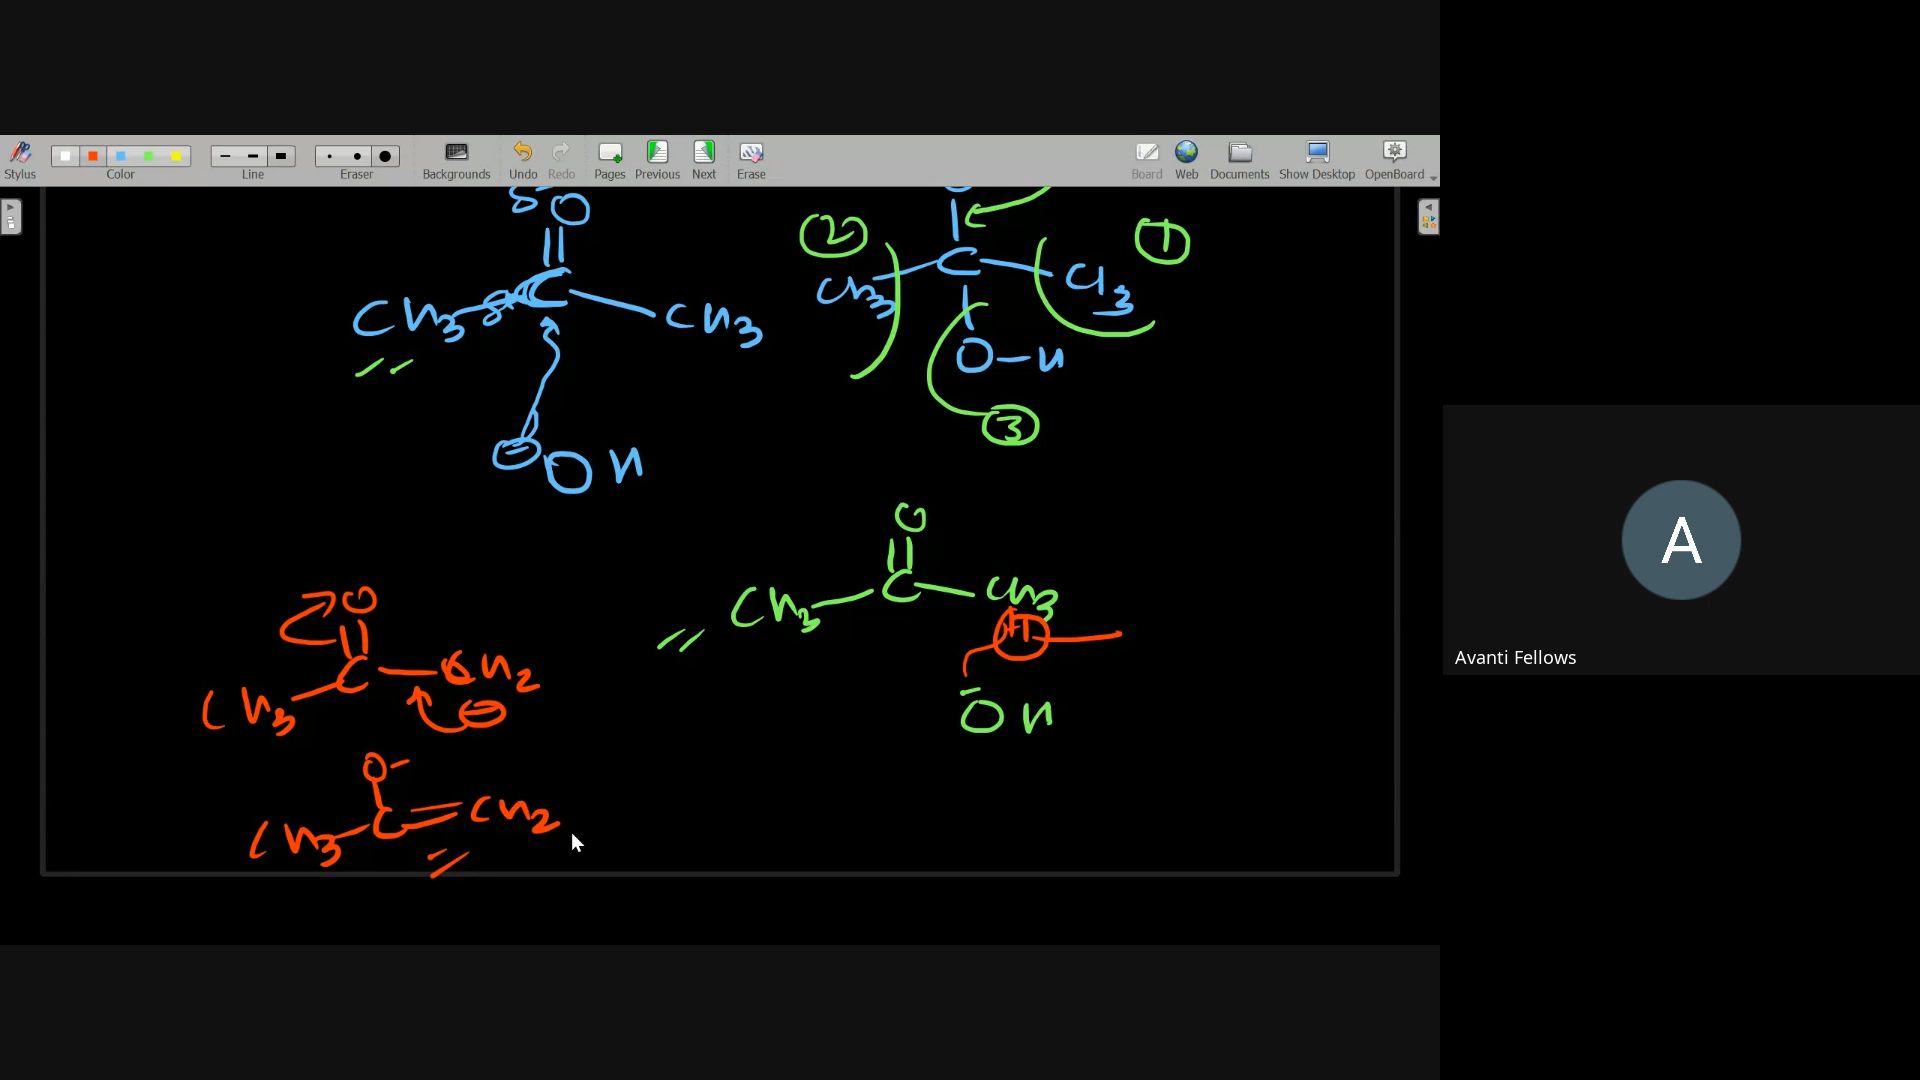 Stylus Color Line Eraser Backgrounds Undo Redo Pages Previous Next Erase Board Web Documents Show Desktop OpenBoard
δ- O
② ①
C
CH3 C CH3
CH3 Cl3
O-H
③
⊖OH
O
CH3 C CH3
H
O
CH3 C CH2
⊖
-OH
O-
CH3 C=CH2
A
Avanti Fellows